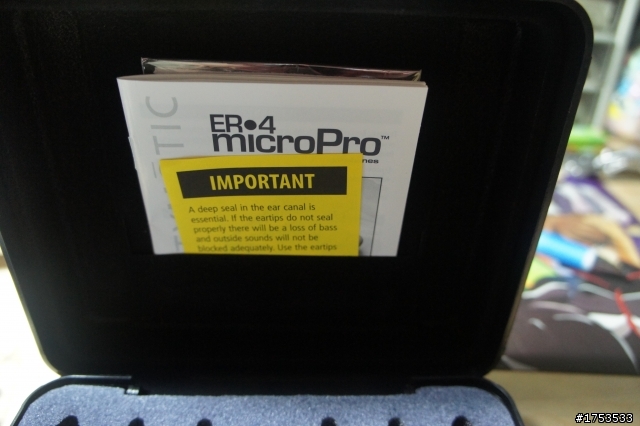 ER•4
microPro™
IMPORTANT
A deep seal in the ear canal is
essential. If the eartips do not seal
properly there will be a loss of bass
and outside sounds will not be
blocked adequately. Use the eartips
#1753533